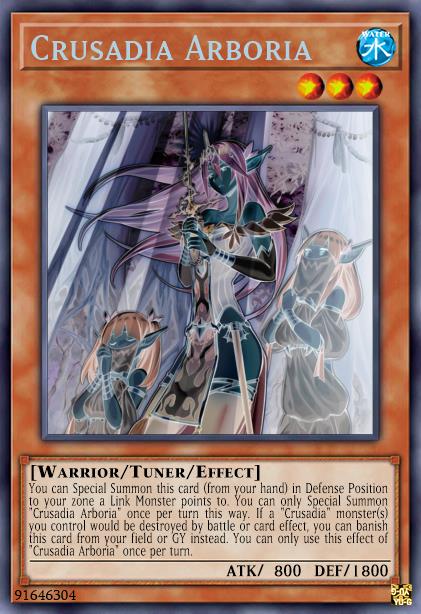 CRUSADIA ARBORIA
WATER
水
[WARRIOR/TUNER/EFFECT]
You can Special Summon this card (from your hand) in Defense Position
to your zone a Link Monster points to. You can only Special Summon
"Crusadia Arboria" once per turn this way. If a "Crusadia" monster(s)
you control would be destroyed by battle or card effect, you can banish
this card from your field or GY instead. You can only use this effect of
"Crusadia Arboria" once per turn.
ATK/ 800 DEF/1800
91646304